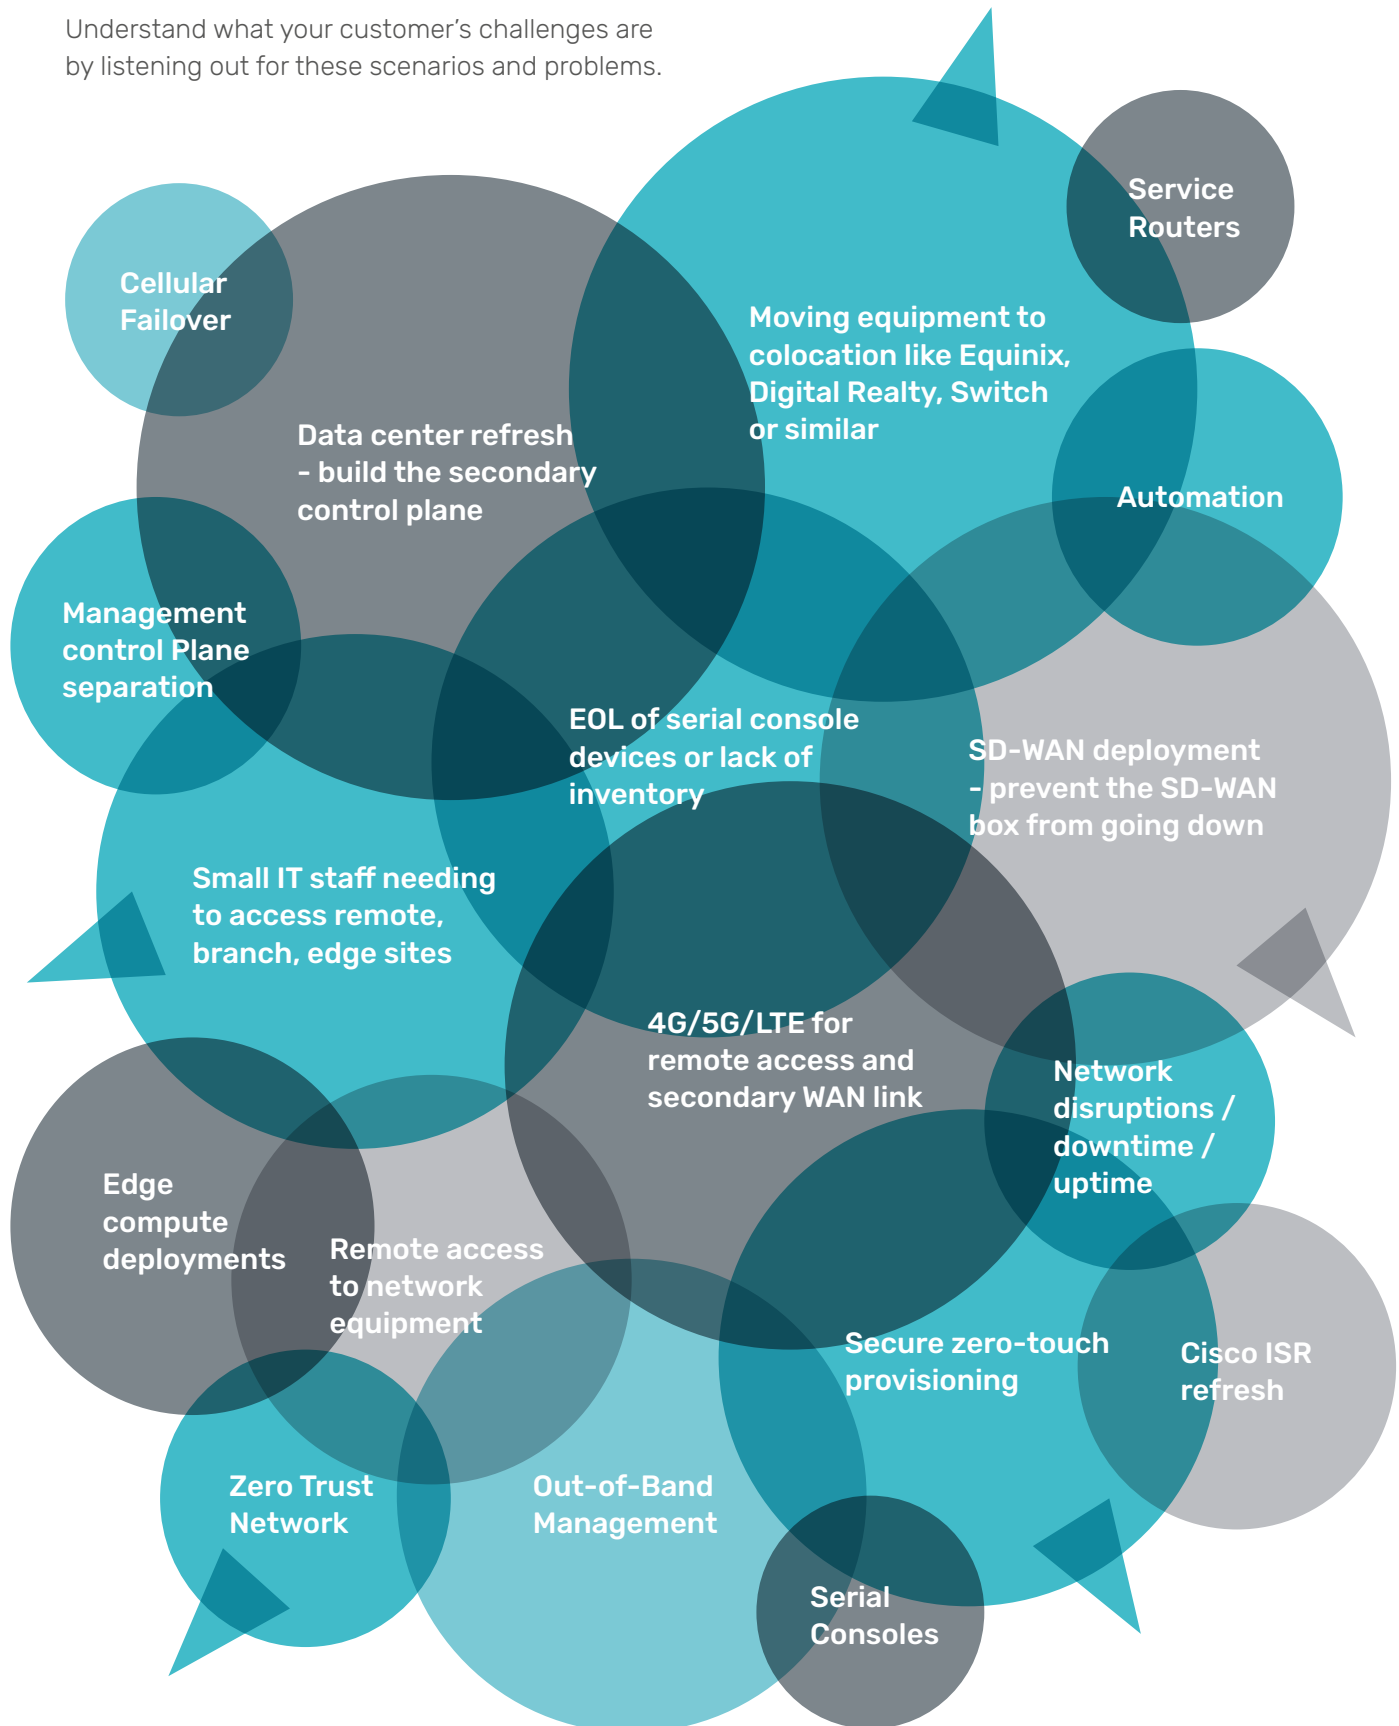 Understand what your customer’s challenges are
by listening out for these scenarios and problems.
Service
Routers
Cellular
Failover
Moving equipment to
colocation like Equinix,
Digital Realty, Switch
or similar
Data center refresh
- build the secondary
control plane
Automation
Management
control Plane
separation
EOL of serial console
devices or lack of
inventory
SD-WAN deployment
- prevent the SD-WAN
box from going down
Small IT staff needing
to access remote,
branch, edge sites
4G/5G/LTE for
remote access and
secondary WAN link
Network
disruptions /
downtime /
uptime
Edge
compute
deployments
Remote access
to network
equipment
Secure zero-touch
provisioning
Cisco ISR
refresh
Zero Trust
Network
Out-of-Band
Management
Serial
Consoles